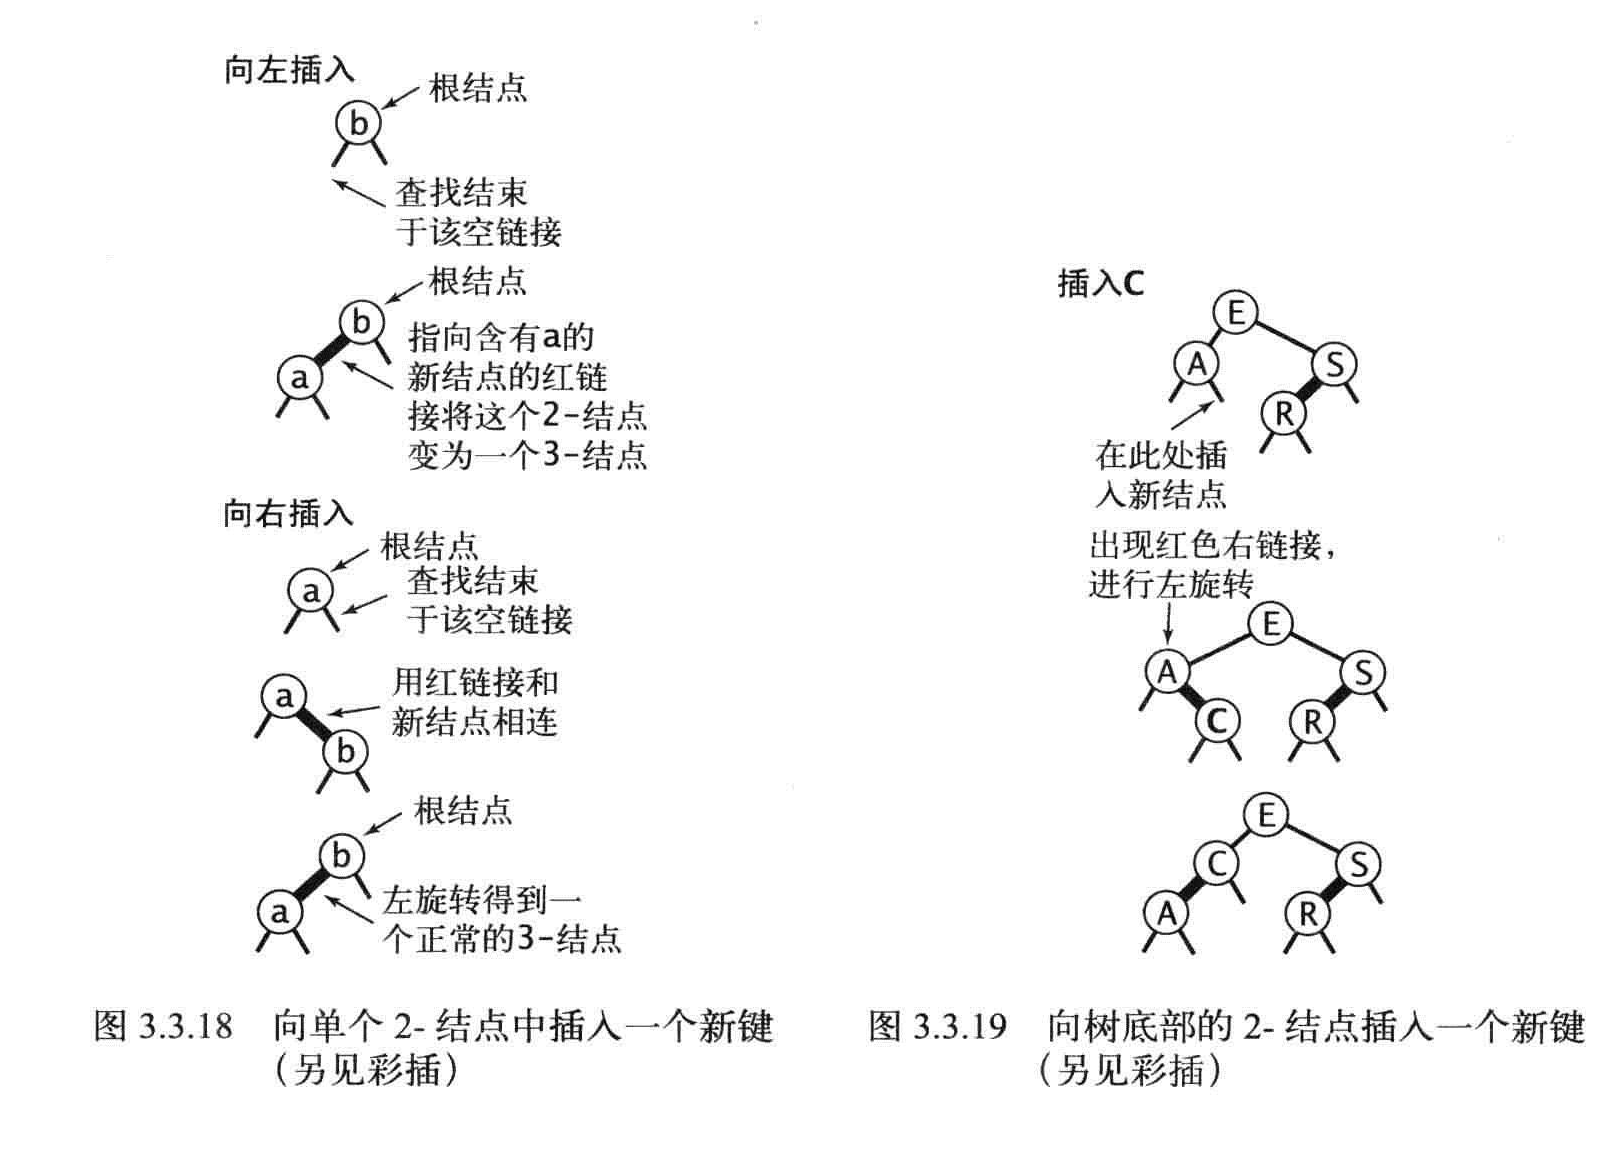 向左插入
根结点
b
查找结束
于该空链接
根结点
b
指向含有a的
新结点的红链
接将这个2-结点
变为一个3-结点
a
向右插入
根结点
a
查找结束
于该空链接
a
用红链接和
新结点相连
b
根结点
b
左旋转得到一
个正常的3-结点
a
图 3.3.18 向单个 2- 结点中插入一个新键
（另见彩插）
插入C
E
A
S
R
在此处插
入新结点
出现红色右链接，
进行左旋转
E
A
S
C
R
E
C
S
A
R
图 3.3.19 向树底部的 2- 结点插入一个新键
（另见彩插）